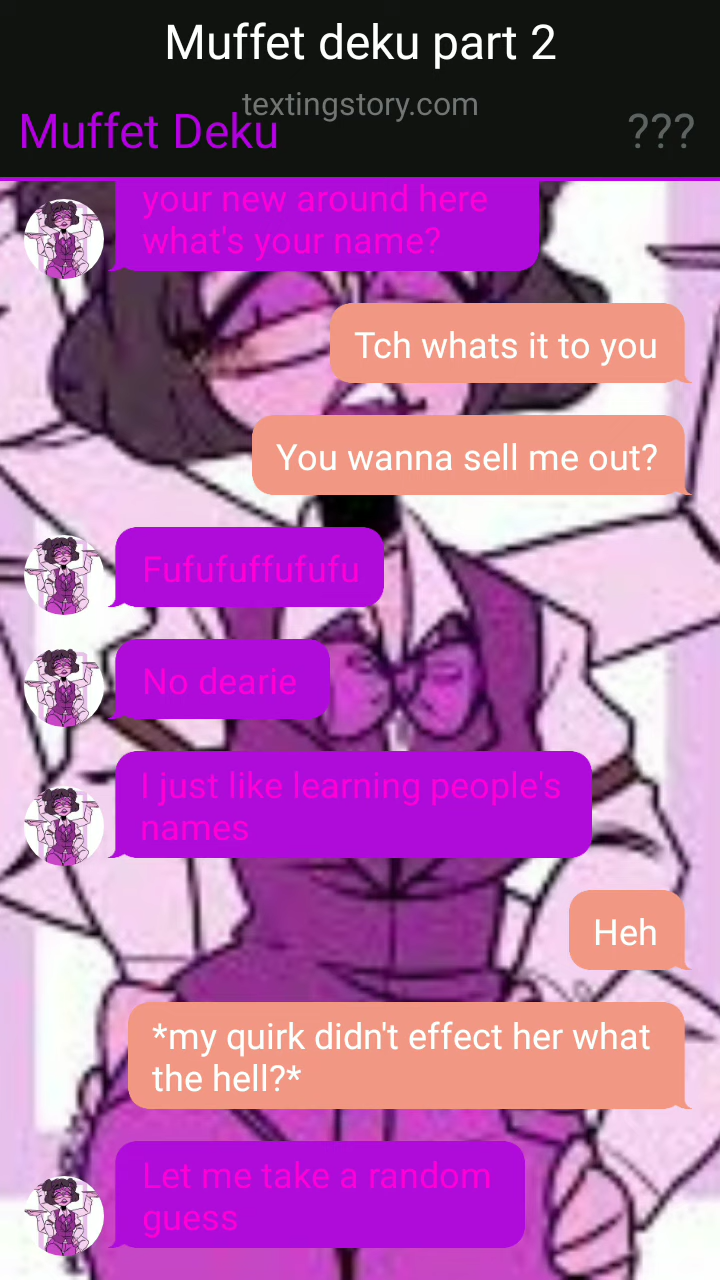 Muffet deku part 2
textingstory.com
Muffet Deku
???
your new around here
what's your name?
Tch whats it to you
You wanna sell me out?
Fufufuffufufu
No dearie
I just like learning people's
names
Heh
*my quirk didn't effect her what
the hell?*
Let me take a random
guess